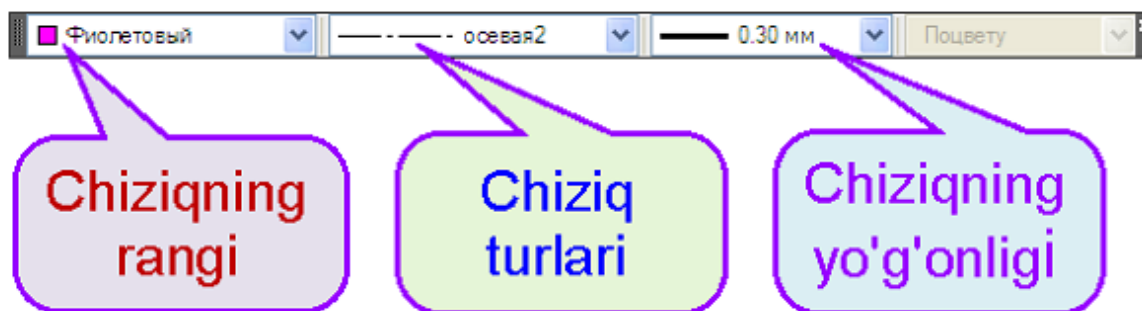 Фиолетовый осевая2 0.30 мм Поцвету
Chiziqning
rangi
Chiziq
turlari
Chiziqning
yo'g'onligi